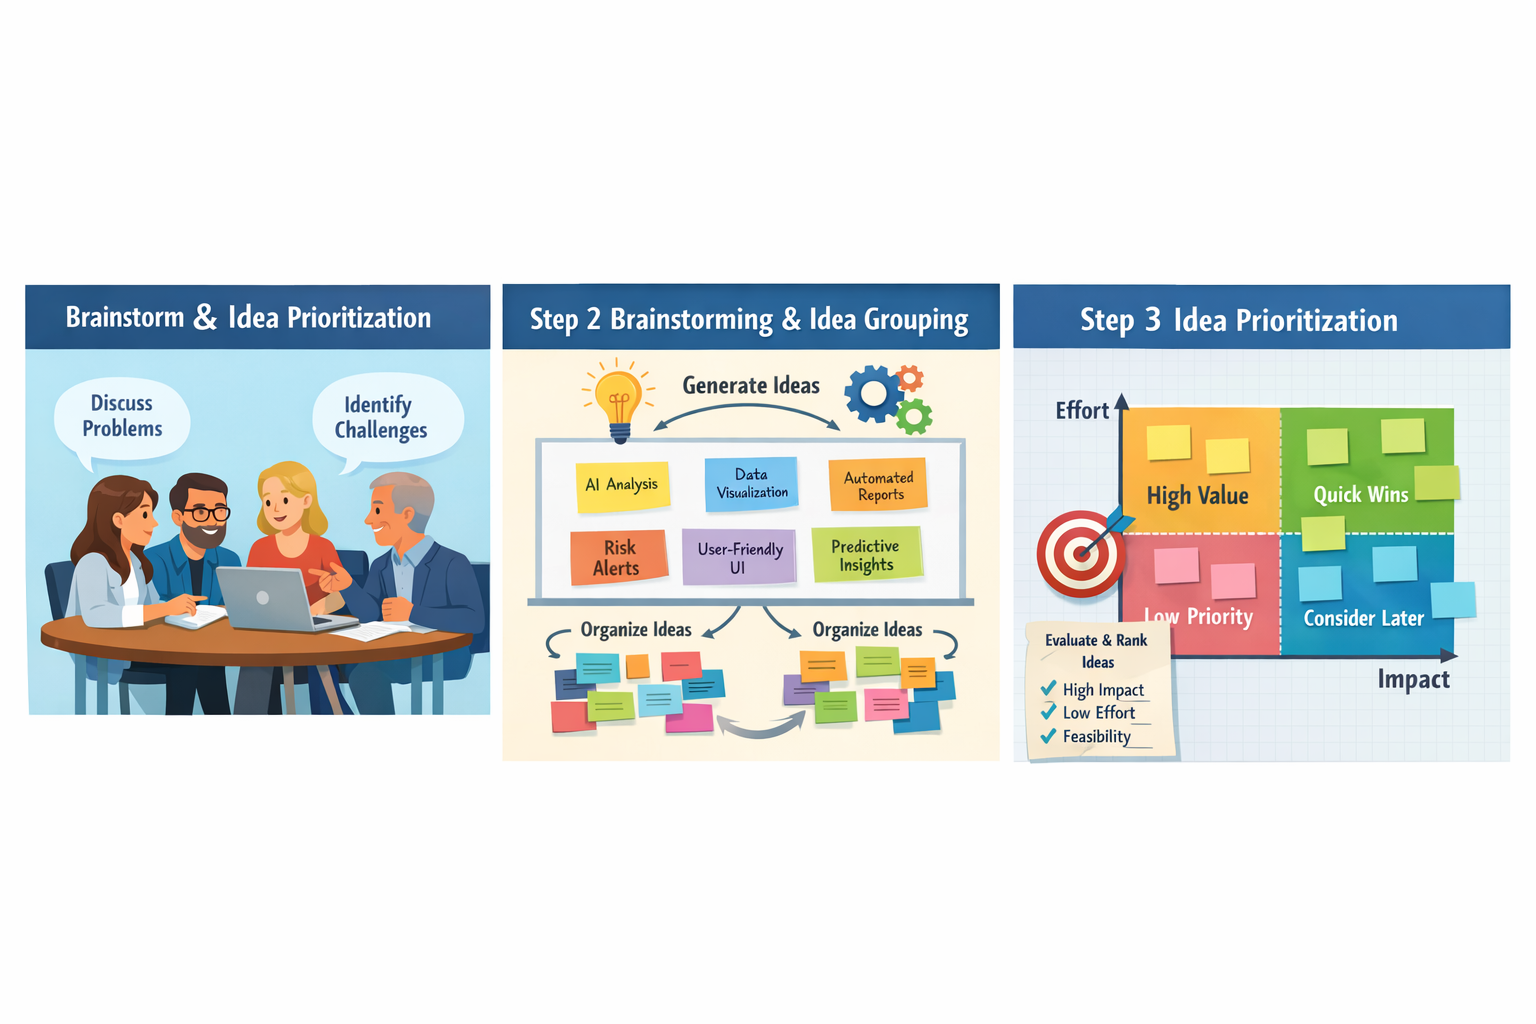 Brainstorm & Idea Prioritization
Discuss
Problems
Identify
Challenges
Step 2 Brainstorming & Idea Grouping
Generate Ideas
AI Analysis
Data
Visualization
Automated
Reports
Risk
Alerts
User-Friendly
UI
Predictive
Insights
Organize Ideas
Organize Ideas
Step 3 Idea Prioritization
Effort
High Value
Quick Wins
Low Priority
Consider Later
Impact
Evaluate & Rank
Ideas
High Impact
Low Effort
Feasibility